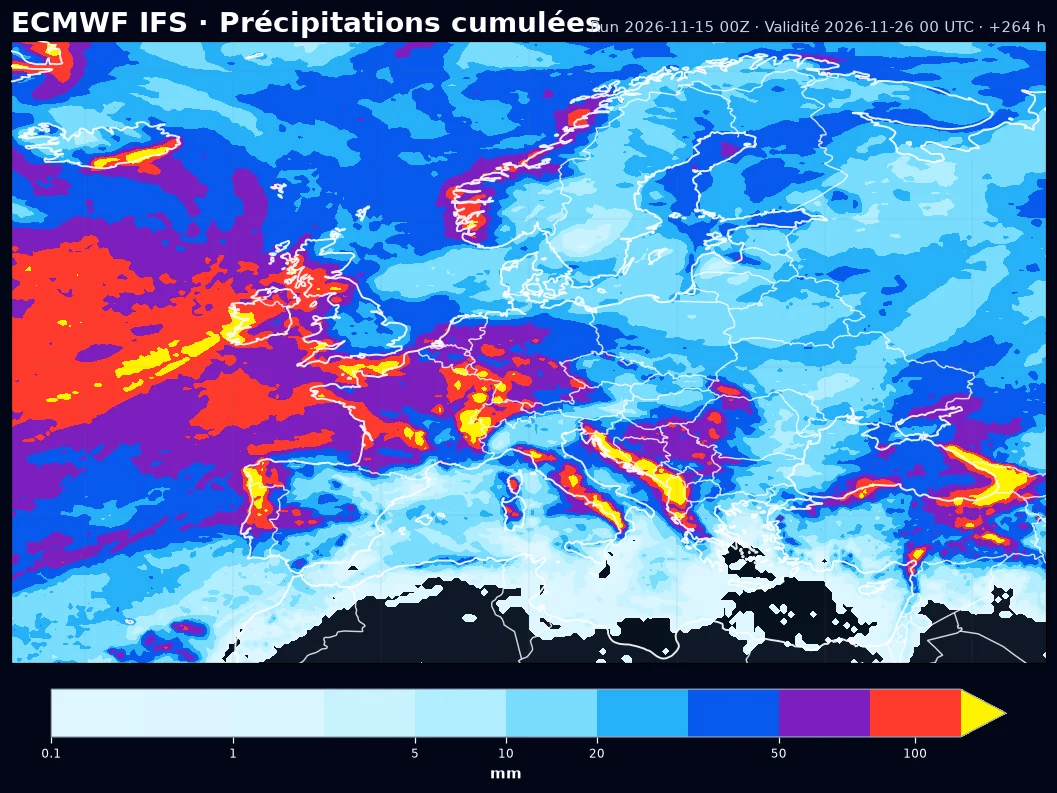 ECMWF IFS · Précipitations cumulées
Run 2026-11-15 00Z · Validité 2026-11-26 00 UTC · +264 h
0.1 1 5 10 20 50 100
mm